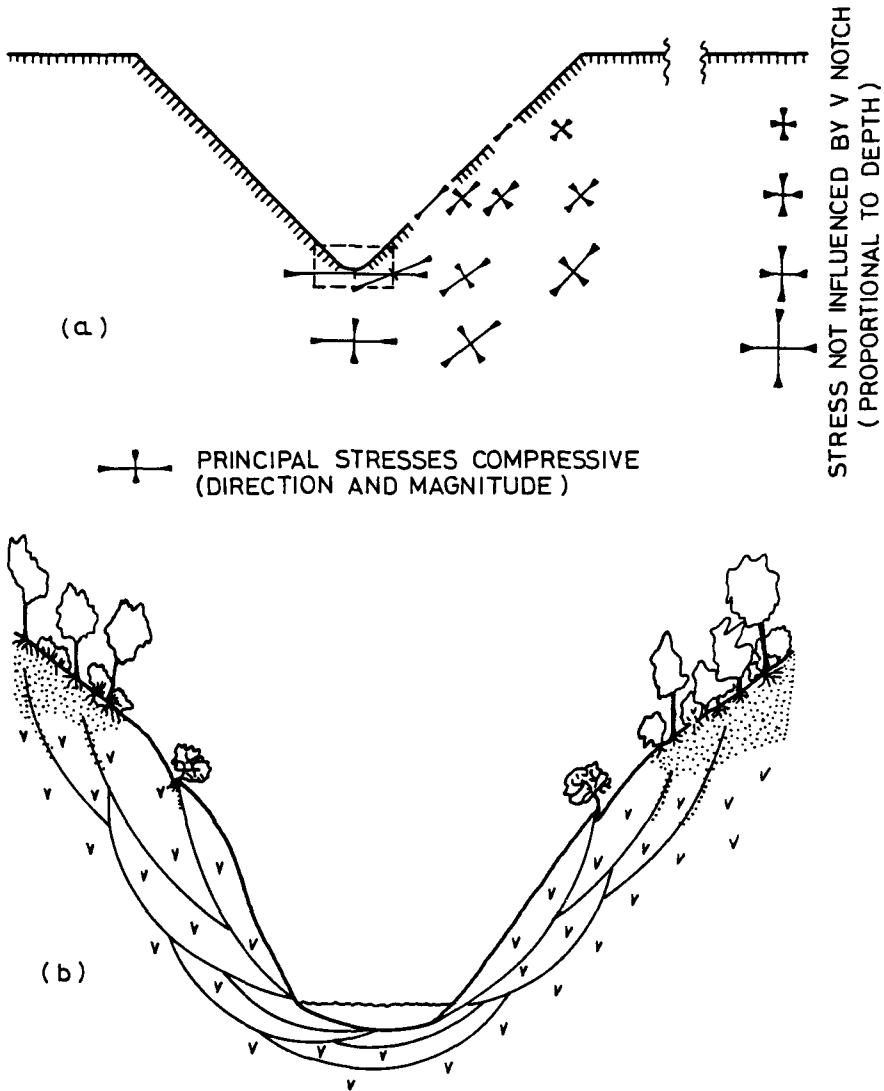 STRESS NOT INFLUENCED BY V NOTCH
(PROPORTIONAL TO DEPTH)
(a)
PRINCIPAL STRESSES COMPRESSIVE
(DIRECTION AND MAGNITUDE)
(b)